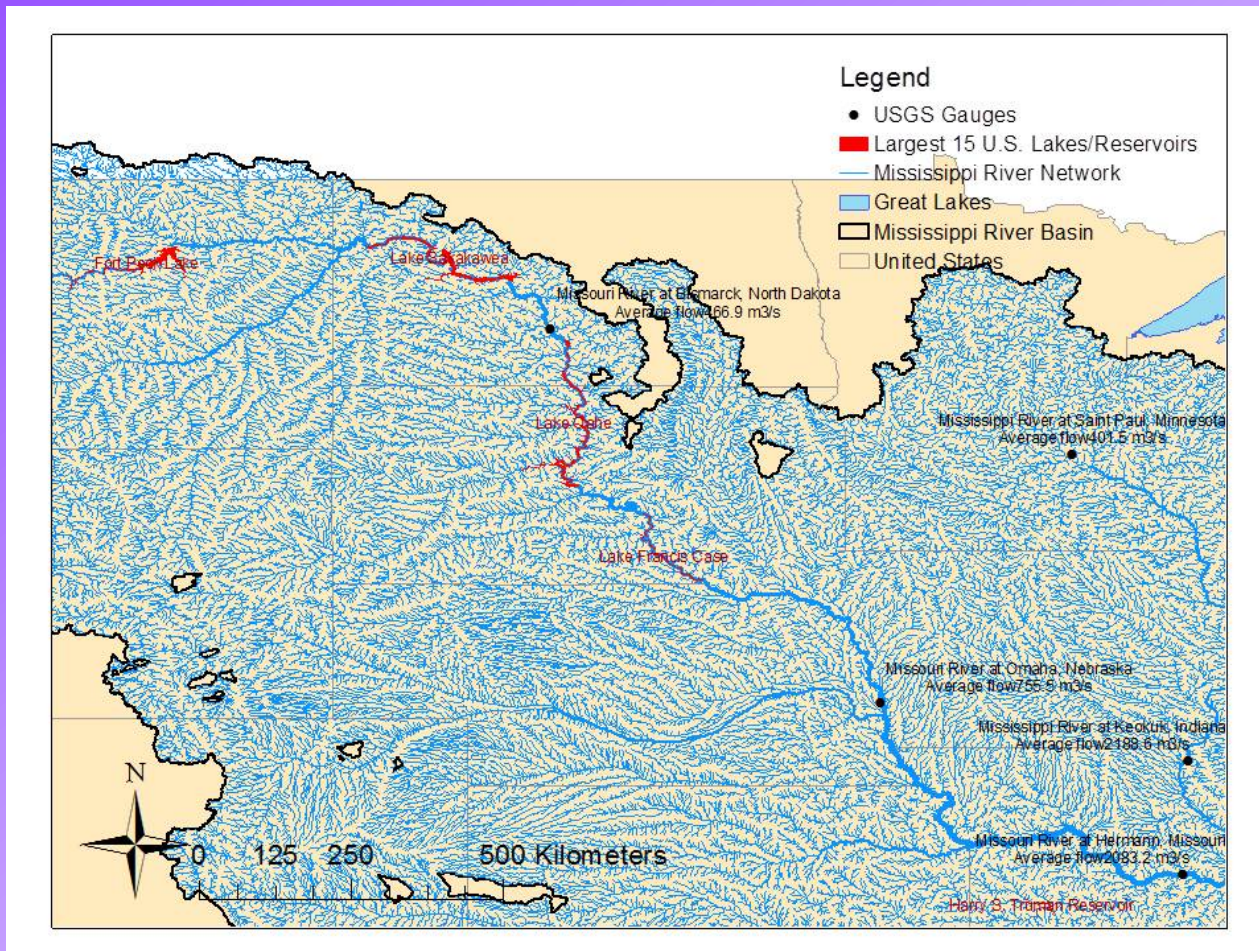 Legend
USGS Gauges
Largest 15 U.S. Lakes/Reservoirs
Mississippi River Network
Great Lakes
Mississippi River Basin
United States
Fort Peck Lake
Lake Sakakawea
Missouri River at Bismarck, North Dakota
Average flow466.9 m3/s
Lake Oahe
Mississippi River at Saint Paul, Minnesota
Average flow401.5 m3/s
Lake Francis Case
Missouri River at Omaha, Nebraska
Average flow755.5 m3/s
Mississippi River at Keokuk, Indiana
Average flow2188.6 m3/s
N
0 125 250 500 Kilometers
Missouri River at Hermann, Missouri
Average flow2083.2 m3/s
Harry S. Truman Reservoir